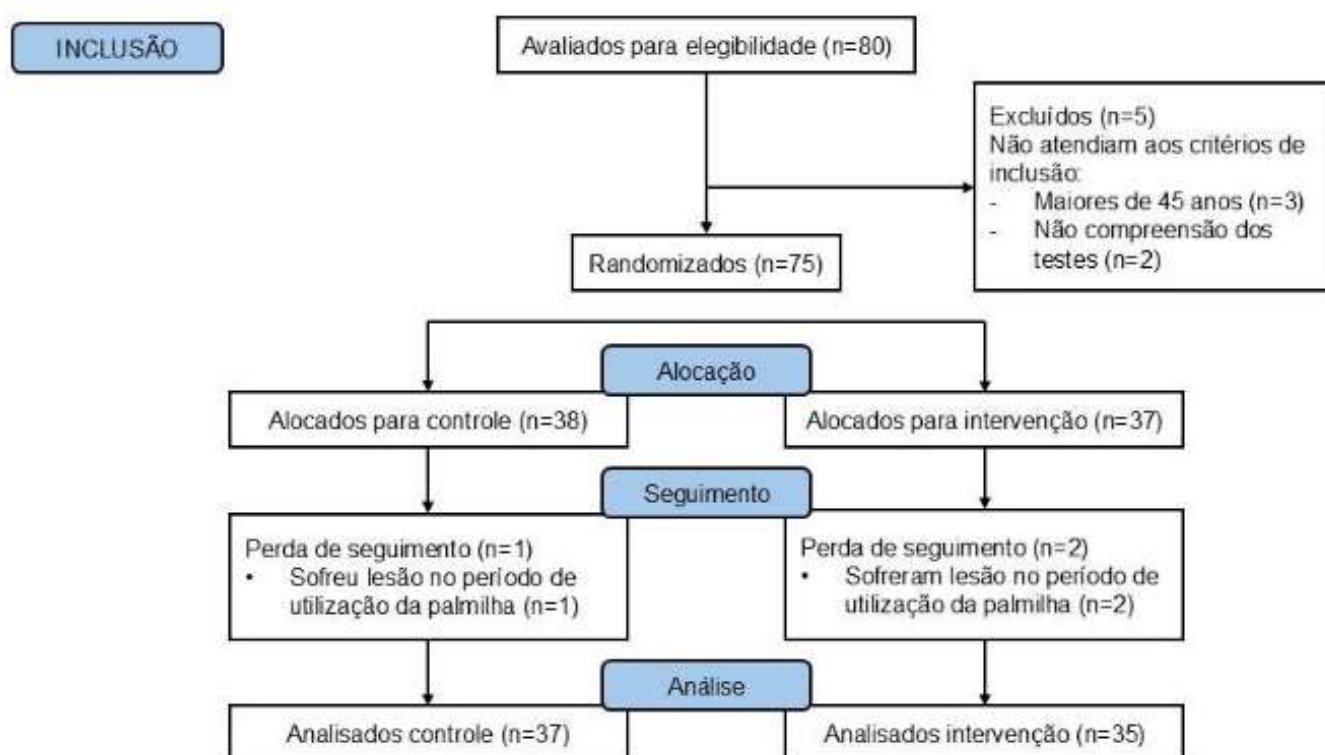 INCLUSÃO
Avaliados para elegibilidade (n=80)
Excluídos (n=5)
Não atendiam aos critérios de
inclusão:
- Maiores de 45 anos (n=3)
- Não compreensão dos
testes (n=2)
Randomizados (n=75)
Alocação
Alocados para controle (n=38)
Alocados para intervenção (n=37)
Seguimento
Perda de seguimento (n=1)
• Sofreu lesão no período de
utilização da palmilha (n=1)
Perda de seguimento (n=2)
• Sofreram lesão no período de
utilização da palmilha (n=2)
Análise
Analisados controle (n=37)
Analisados intervenção (n=35)